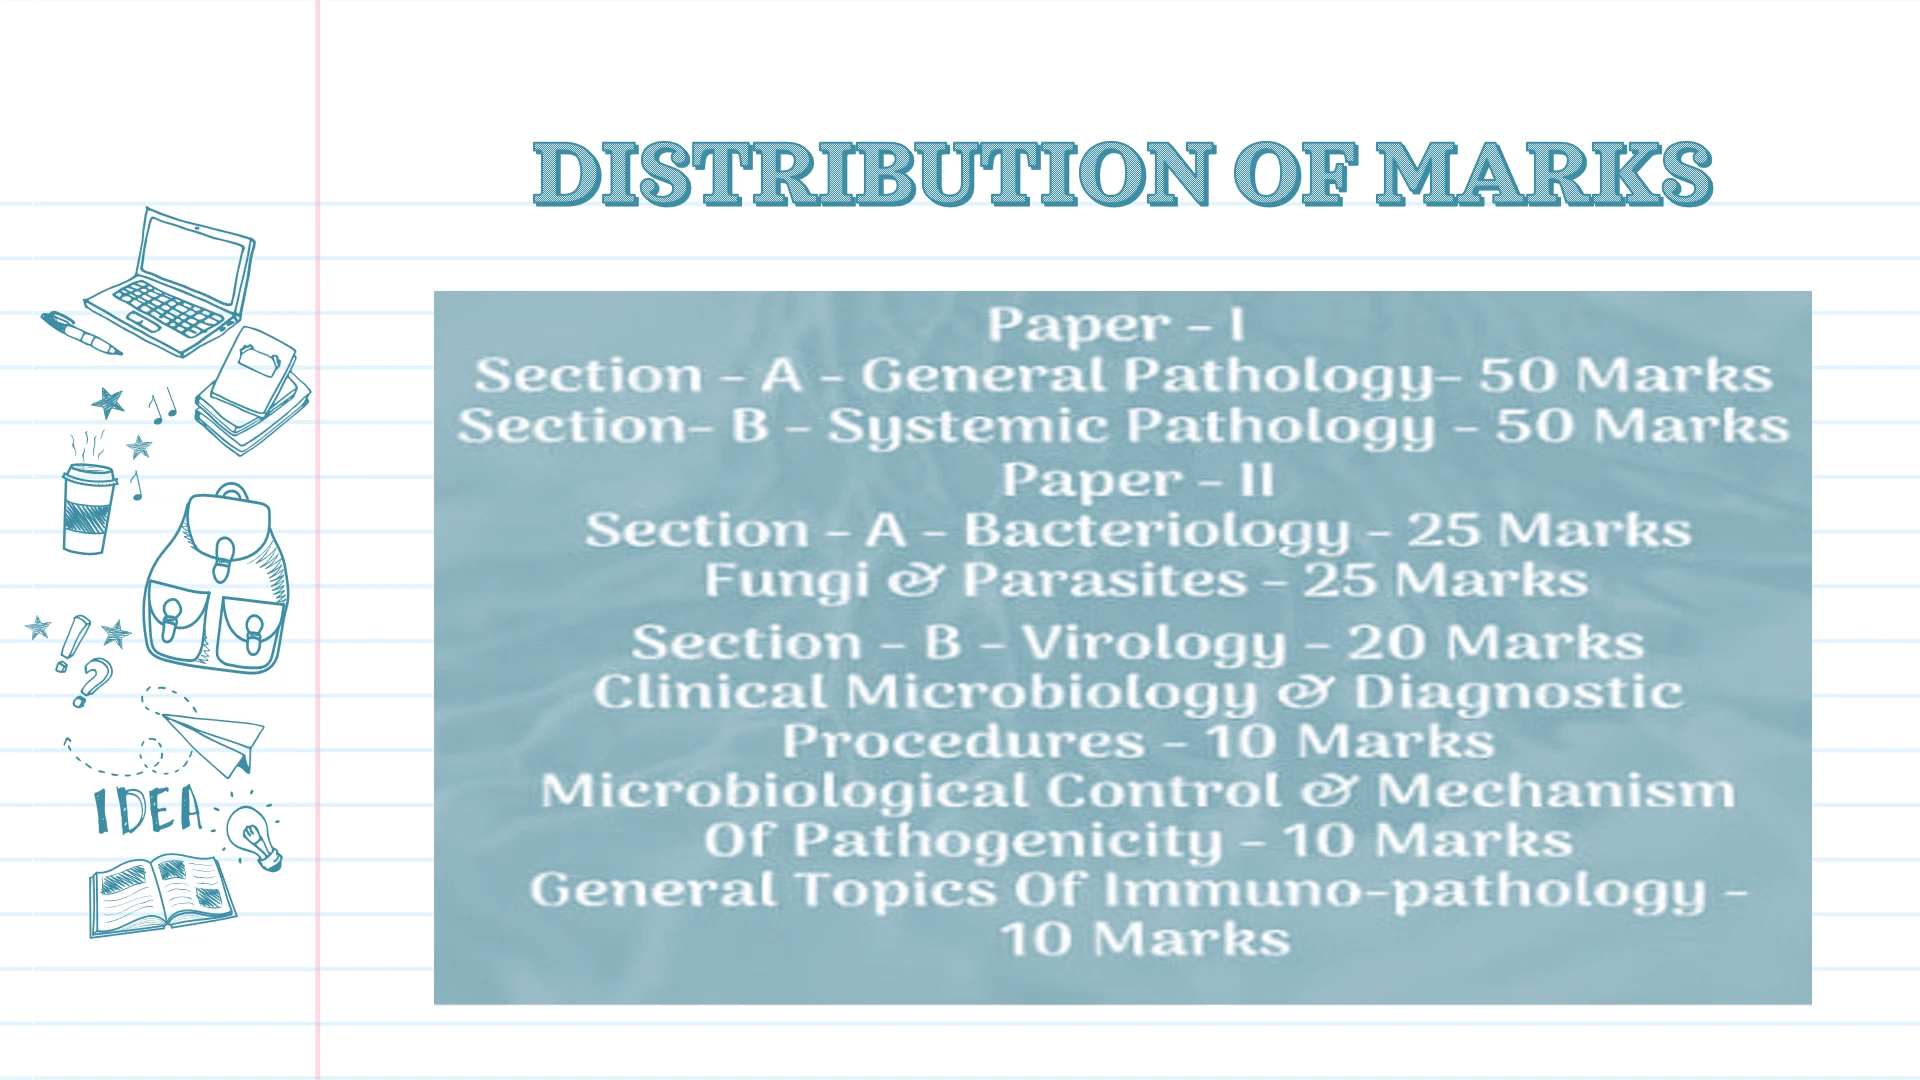 DISTRIBUTION OF MARKS
Paper - I
Section - A - General Pathology- 50 Marks
Section- B - Systemic Pathology - 50 Marks
Paper - II
Section - A - Bacteriology - 25 Marks
Fungi & Parasites - 25 Marks
Section - B - Virology - 20 Marks
Clinical Microbiology & Diagnostic
Procedures - 10 Marks
Microbiological Control & Mechanism
Of Pathogenicity - 10 Marks
General Topics Of Immuno-pathology -
10 Marks
IDEA